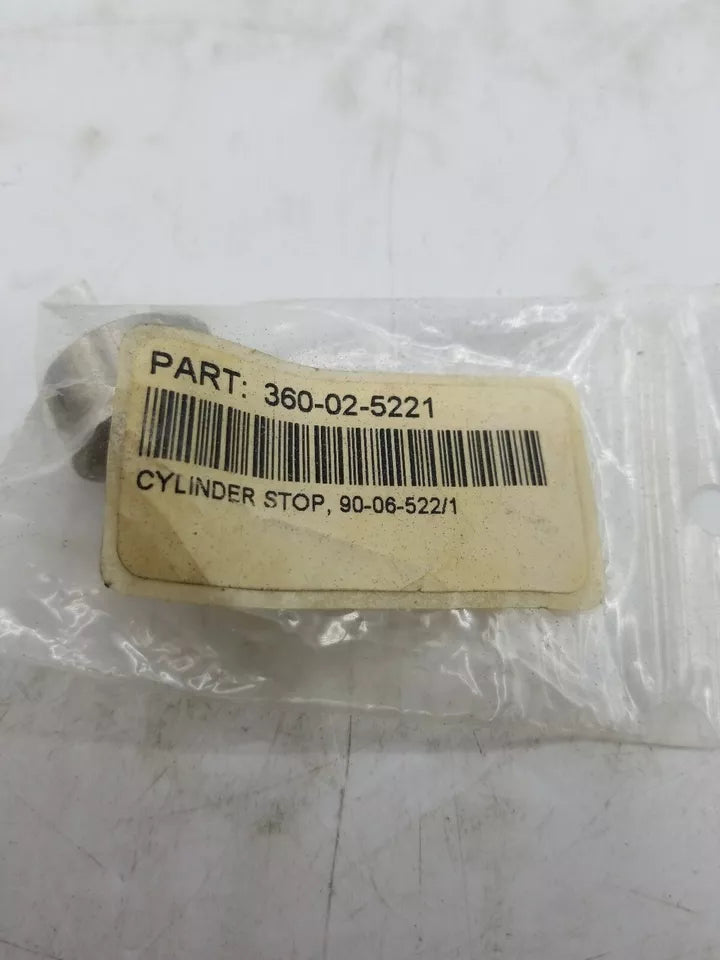 PART: 360-02-5221
CYLINDER STOP, 90-06-522/1